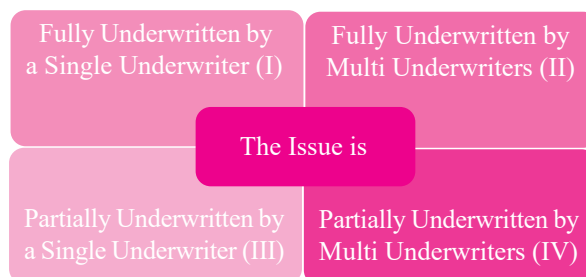 Fully Underwritten by
a Single Underwriter (I)
Fully Underwritten by
Multi Underwriters (II)
The Issue is
Partially Underwritten by
a Single Underwriter (III)
Partially Underwritten by
Multi Underwriters (IV)